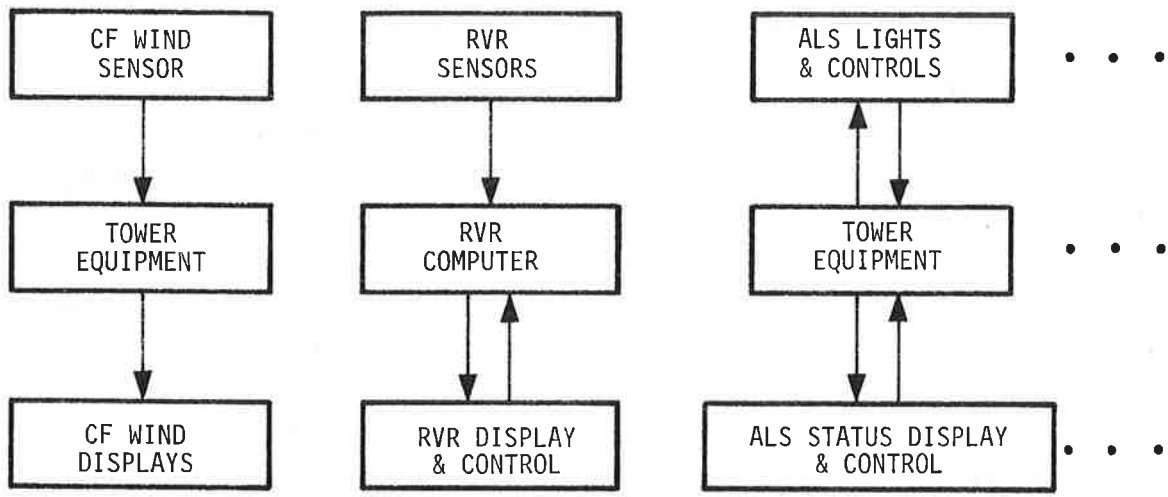 CF WIND
SENSOR
RVR
SENSORS
ALS LIGHTS
& CONTROLS
TOWER
EQUIPMENT
RVR
COMPUTER
TOWER
EQUIPMENT
CF WIND
DISPLAYS
RVR DISPLAY
& CONTROL
ALS STATUS DISPLAY
& CONTROL